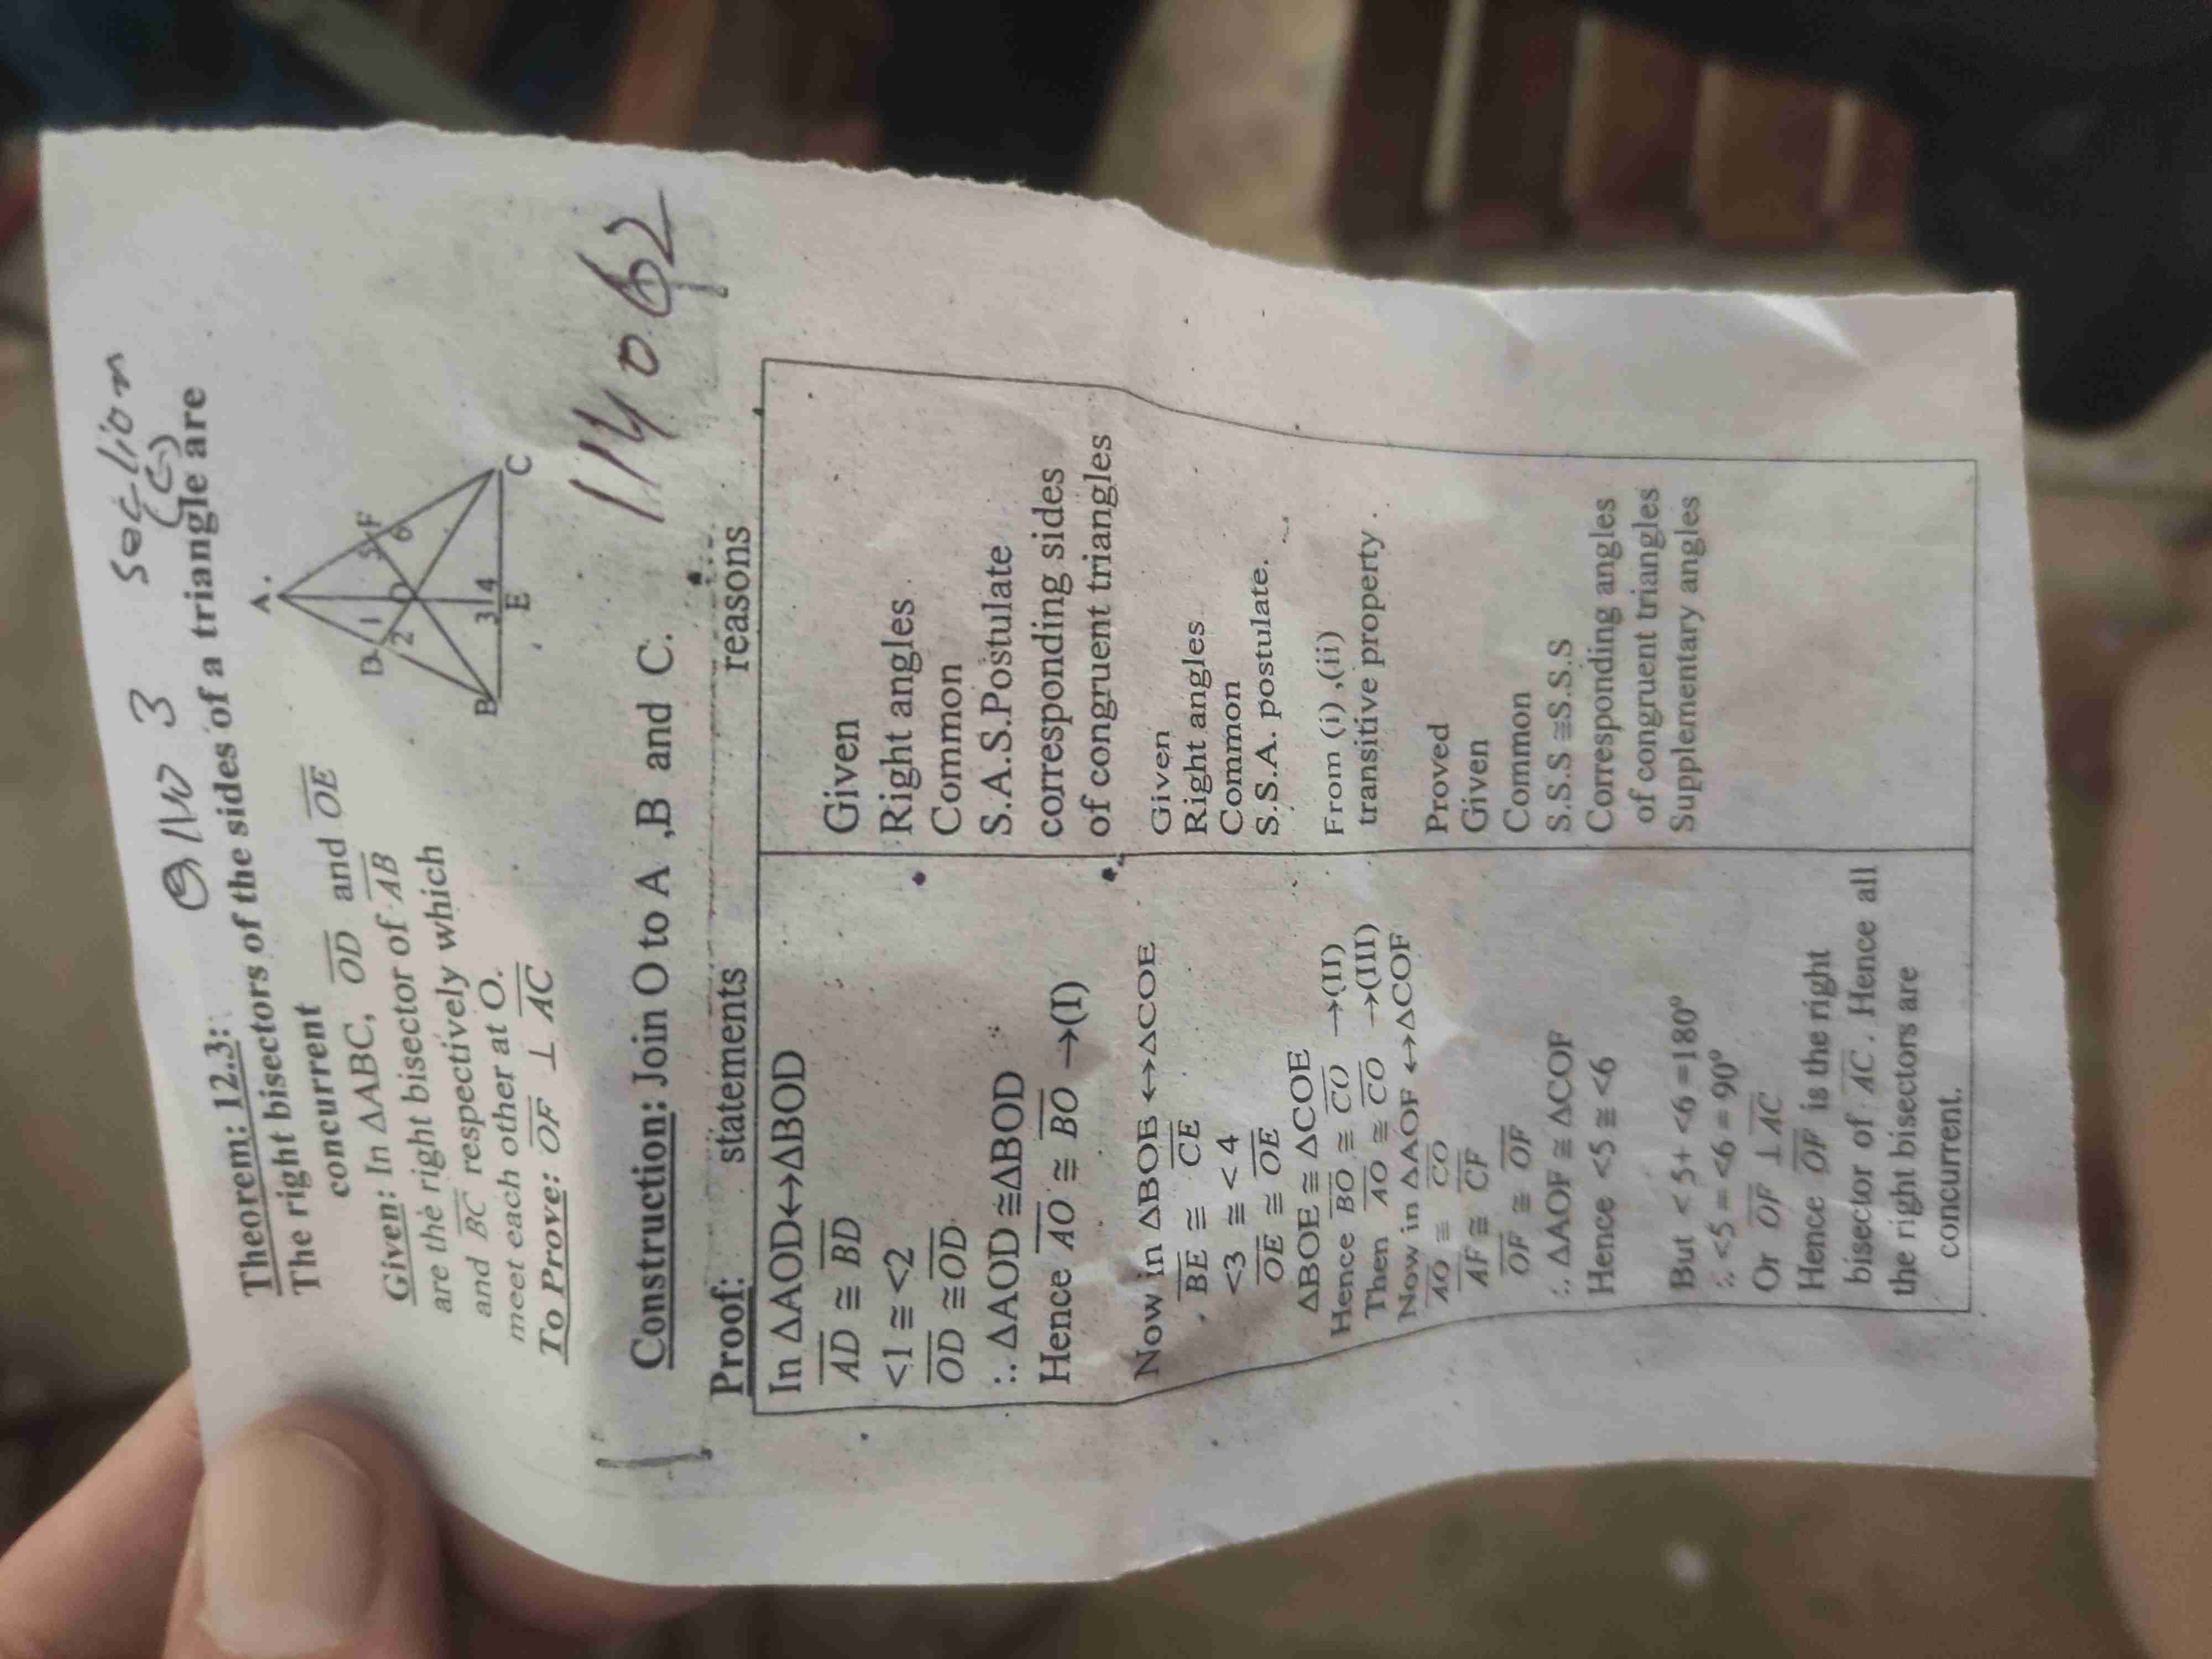 Q No 3 section
(C)
Theorem: 12.3:
The right bisectors of the sides of a triangle are
The right
concurrent
Given: In ΔABC, OD and OE
are the right bisector of AB
and BC respectively which
meet each other at O.
To Prove: OF ⊥ AC
A
D 1 5 F
2 O 6
B 3 4 C
E
114062
Construction: Join O to A ,B and C.
Proof: statements reasons
In ΔAOD↔ΔBOD
AD ≅ BD Given
<1 ≅ <2 Right angles
OD ≅ OD Common
∴ ΔAOD ≅ΔBOD S.A.S.Postulate
Hence AO ≅ BO →(I) corresponding sides
of congruent triangles
Now in ΔBOE ↔ΔCOE
BE ≅ CE Given
<3 ≅ < 4 Right angles
OE ≅ OE Common
ΔBOE ≅ ΔCOE S.S.A. postulate.
Hence BO ≅ CO →(II)
Then AO ≅ CO →(III) From (i) ,(ii)
transitive property.
Now in ΔAOF ↔ΔCOF
AO ≅ CO Proved
AF ≅ CF Given
OF ≅ OF Common
∴ ΔAOF ≅ ΔCOF S.S.S ≅S.S.S
Hence <5 ≅ <6 Corresponding angles
of congruent triangles
But < 5+ <6 =180° Supplementary angles
∴ <5 = <6 = 90°
Or OF ⊥ AC
Hence OF is the right
bisector of AC. Hence all
the right bisectors are
concurrent.